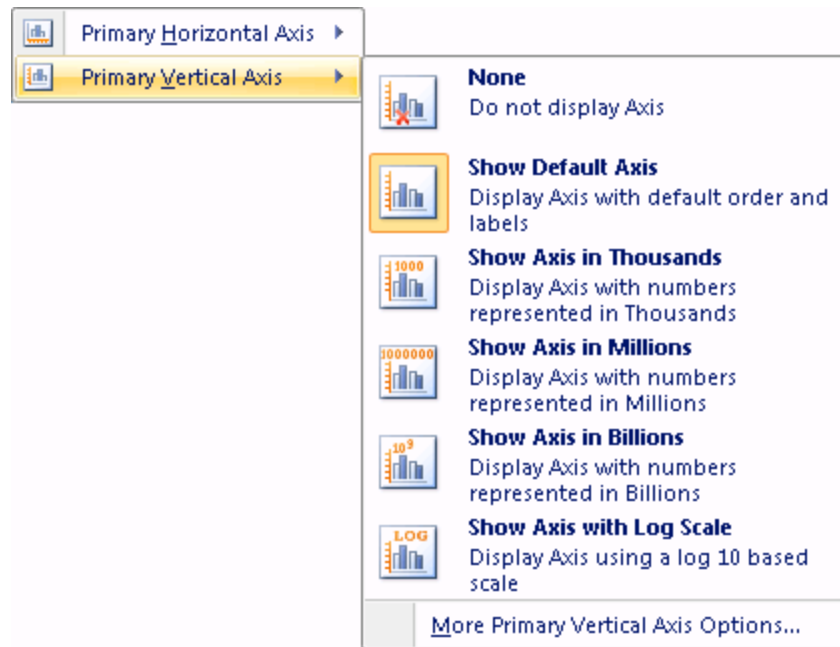 Primary Horizontal Axis
Primary Vertical Axis
None
Do not display Axis
Show Default Axis
Display Axis with default order and
labels
1000
Show Axis in Thousands
Display Axis with numbers
represented in Thousands
1000000
Show Axis in Millions
Display Axis with numbers
represented in Millions
10⁹
Show Axis in Billions
Display Axis with numbers
represented in Billions
LOG
Show Axis with Log Scale
Display Axis using a log 10 based
scale
More Primary Vertical Axis Options...